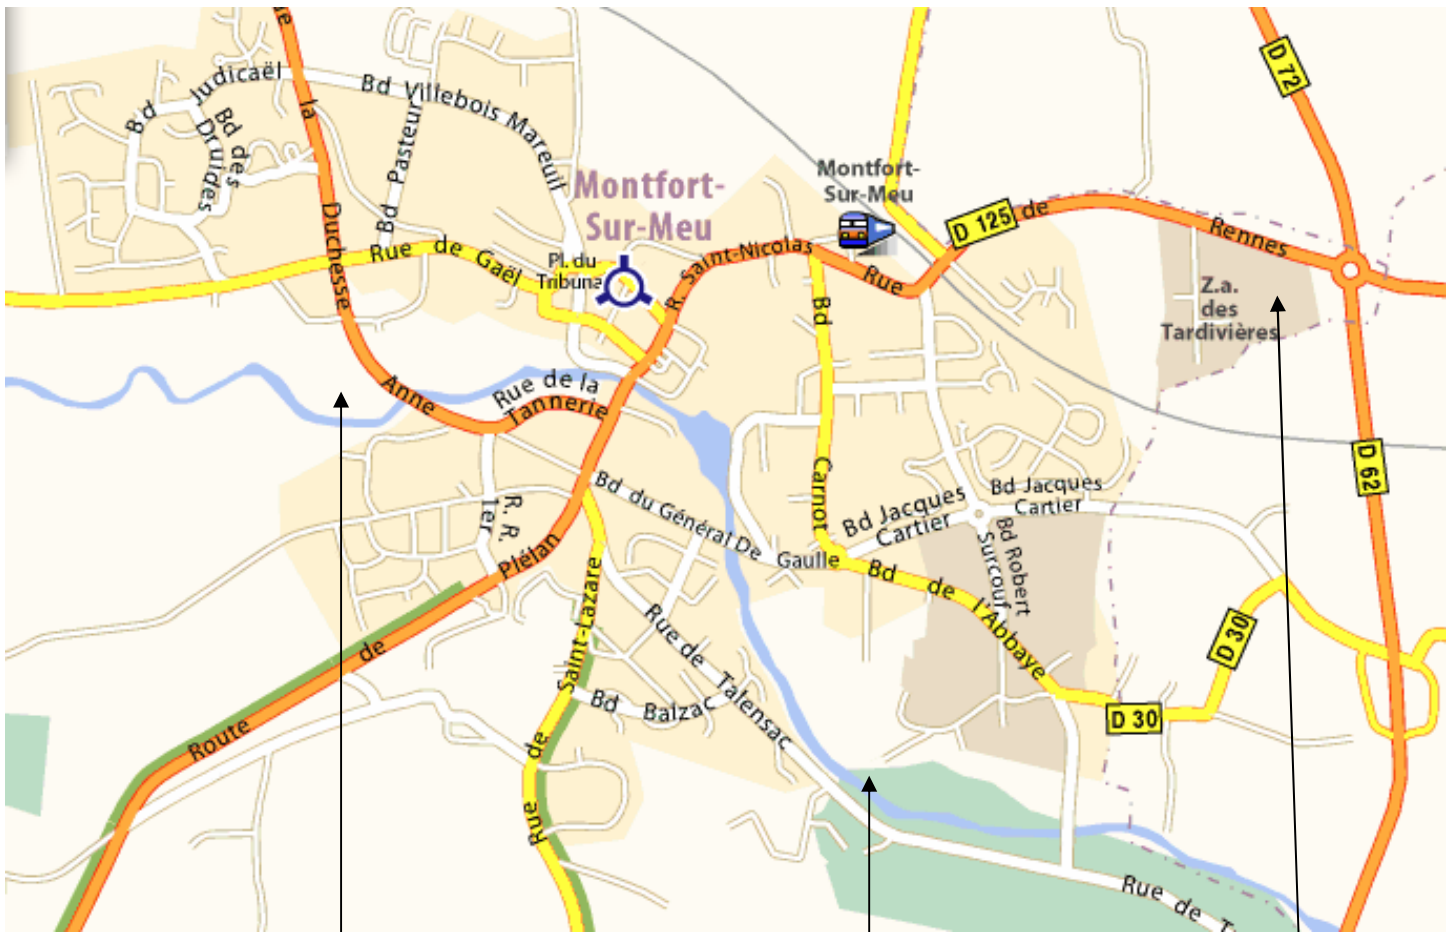 ue
la
Duchesse
Anne
Bd Judicaël
Bd des
Druides
Bd Villebois Mareuil
Bd Pasteur
Rue de Gaël
Pl. du
Tribuna
Montfort-
Sur-Meu
R. Saint-Nicolas
Montfort-
Sur-Meu
Rue
D 125
de
Rennes
D 72
Z.a.
des
Tardivières
D 62
Rue de la
Tannerie
Bd
Carnot
R. R.
1er
Bd du Général De
Gaulle
Bd Jacques
Cartier
Bd Jacques
Cartier
Bd Robert
Surcouf
Bd de l'Abbaye
D 30
D 30
Route de Plélan
Rue de Saint-Lazare
Bd Balzac
Rue de Talensac
Rue de T